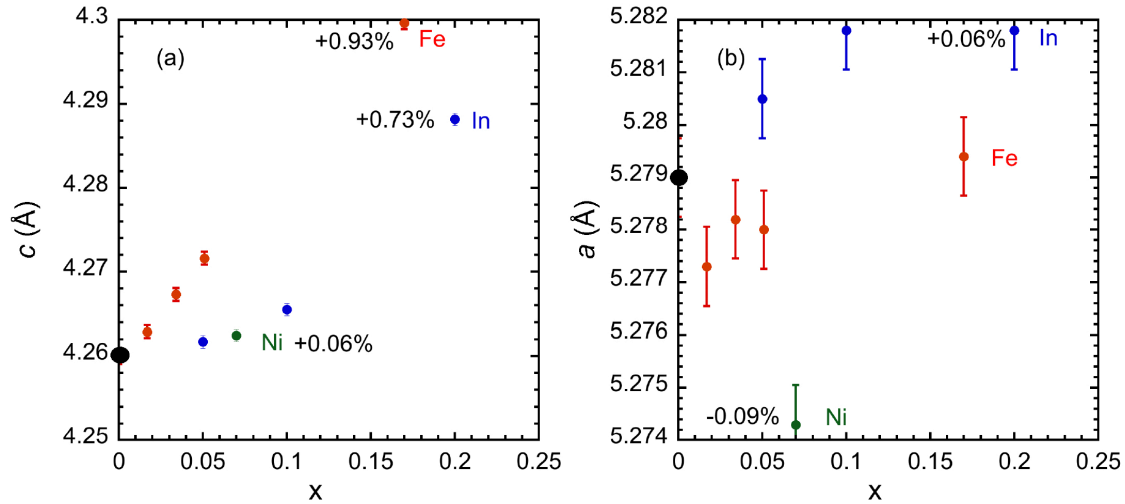 4.3
4.29
4.28
4.27
4.26
4.25
c (Å)
(a)
+0.93% Fe
+0.73% In
Ni +0.06%
0 0.05 0.1 0.15 0.2 0.25
x
5.282
5.281
5.28
5.279
5.278
5.277
5.276
5.275
5.274
a (Å)
(b)
+0.06% In
Fe
-0.09% Ni
0 0.05 0.1 0.15 0.2 0.25
x